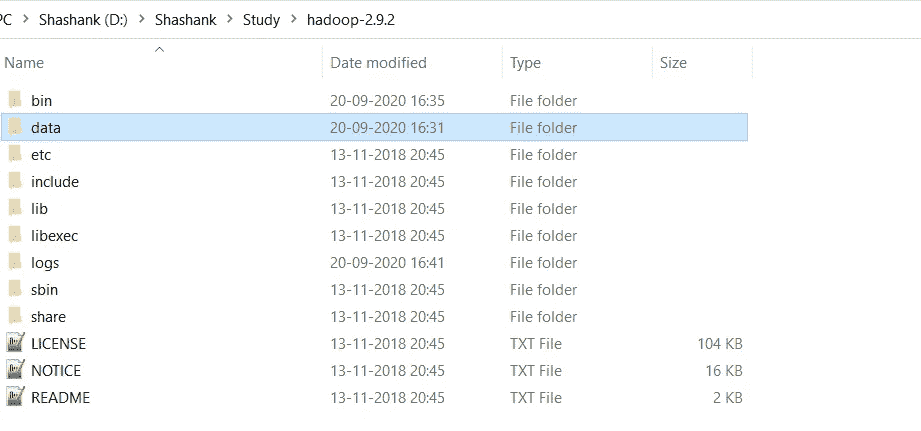 PC > Shashank (D:) > Study > hadoop-2.9.2
Name Date modified Type Size
bin 20-09-2020 16:35 File folder
data 20-09-2020 16:31 File folder
etc 13-11-2018 20:45 File folder
include 13-11-2018 20:45 File folder
lib 13-11-2018 20:45 File folder
libexec 13-11-2018 20:45 File folder
logs 20-09-2020 16:41 File folder
sbin 13-11-2018 20:45 File folder
share 13-11-2018 20:45 File folder
LICENSE 13-11-2018 20:45 TXT File 104 KB
NOTICE 13-11-2018 20:45 TXT File 16 KB
README 13-11-2018 20:45 TXT File 2 KB